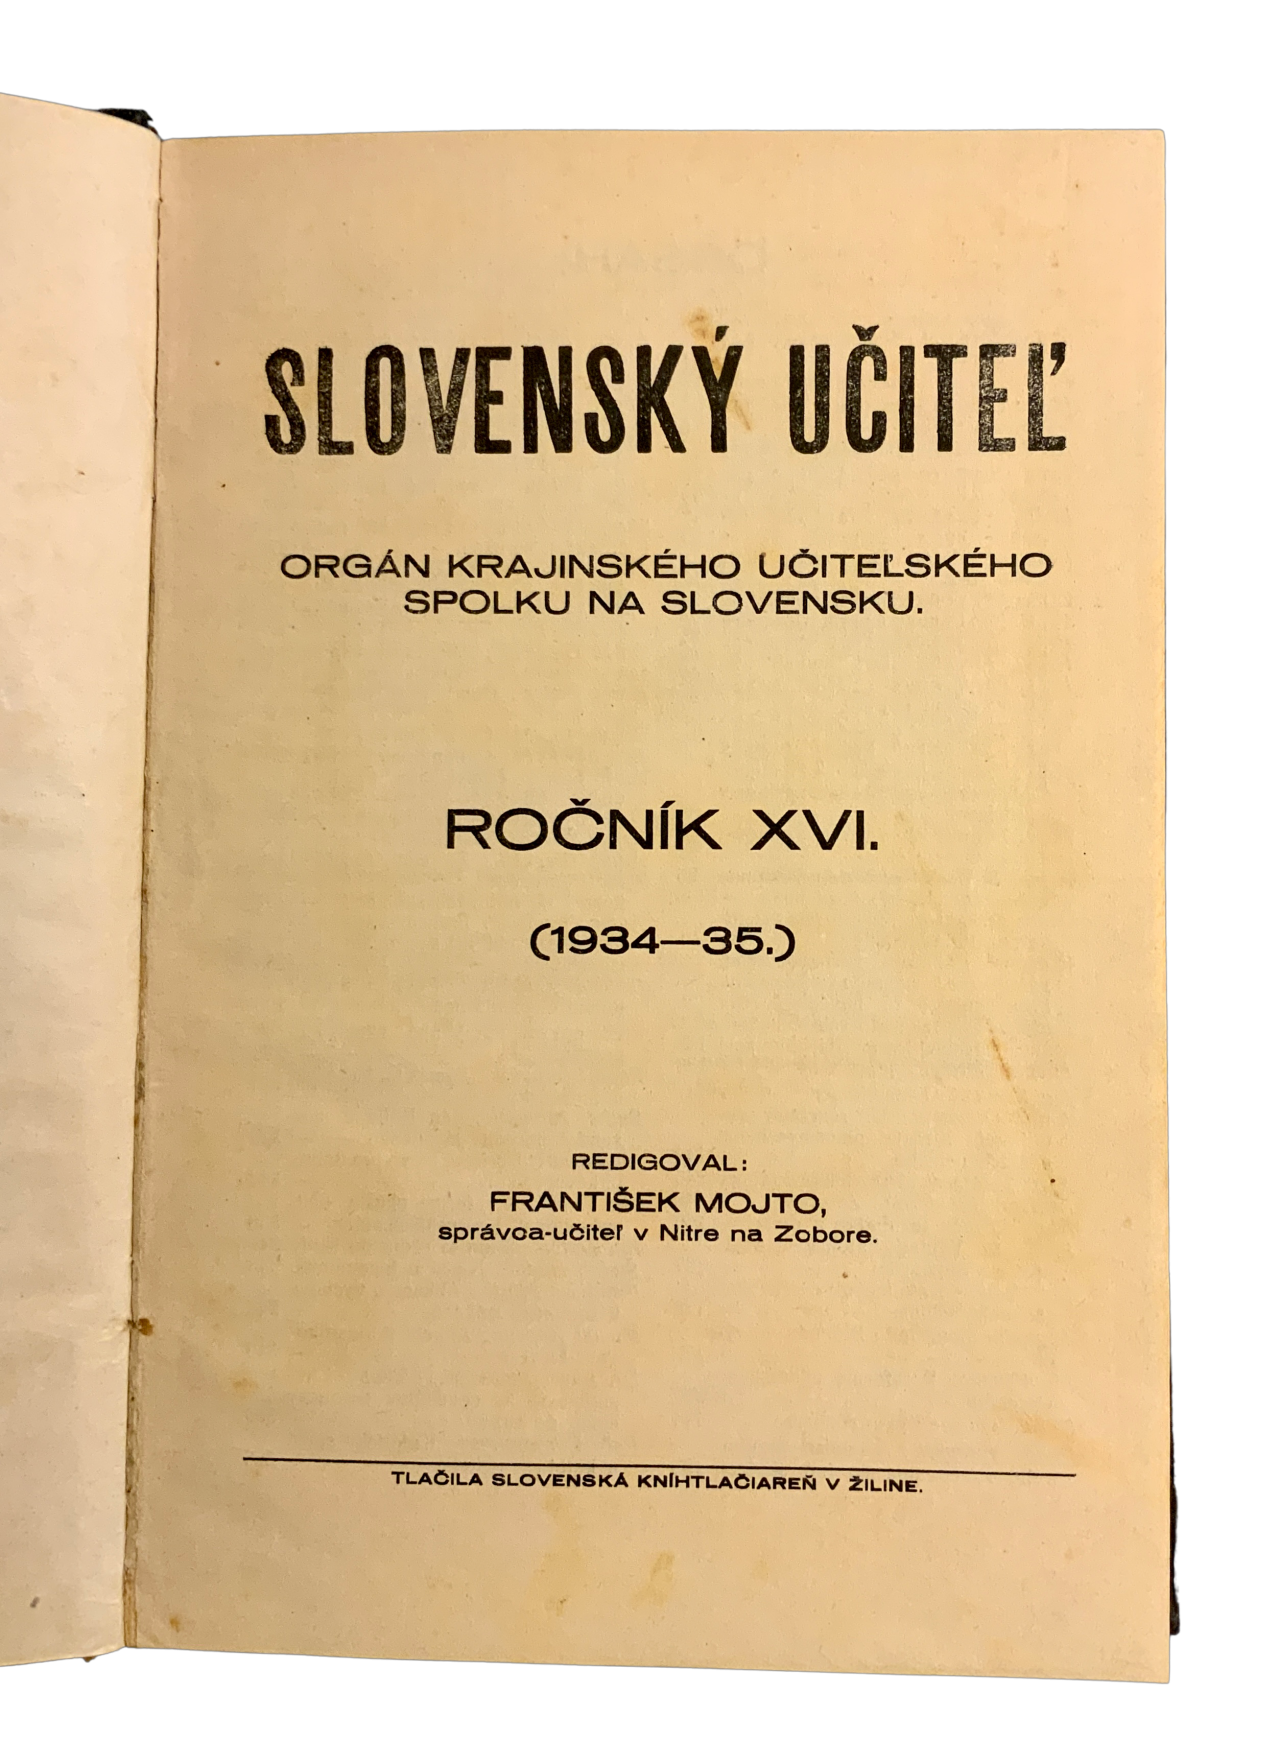 SLOVENSKÝ UČITEĽ
ORGÁN KRAJINSKÉHO UČITEĽSKÉHO
SPOLKU NA SLOVENSKU.
ROČNÍK XVI.
(1934—35.)
REDIGOVAL:
FRANTIŠEK MOJTO,
správca-učiteľ v Nitre na Zobore.
TLAČILA SLOVENSKÁ KNÍHTLAČIAREŇ V ŽILINE.